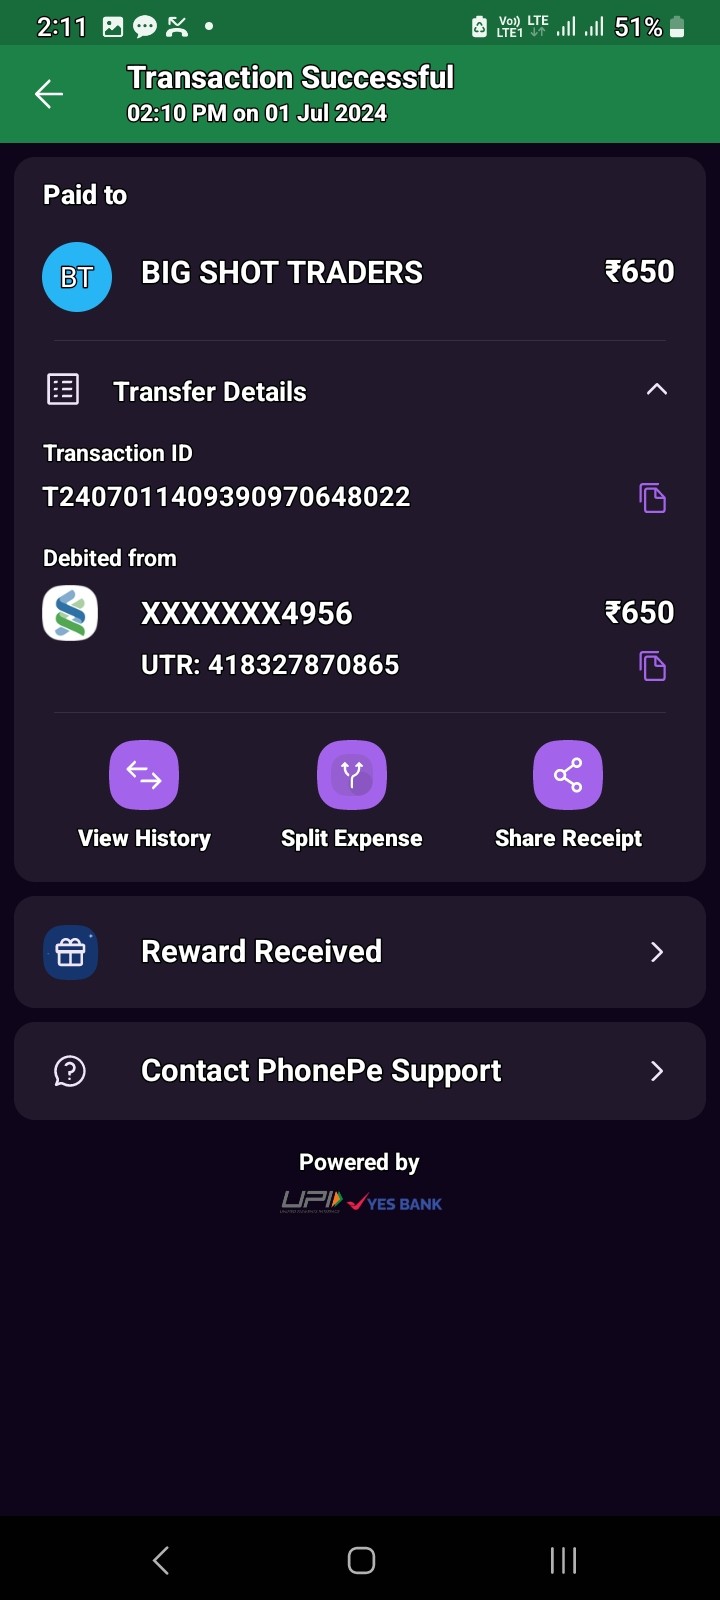 2:11 Vo)) LTE1 LTE 51%
Transaction Successful
02:10 PM on 01 Jul 2024
Paid to
BT BIG SHOT TRADERS ₹650
Transfer Details
Transaction ID
T2407011409390970648022
Debited from
XXXXXXX4956 ₹650
UTR: 418327870865
View History Split Expense Share Receipt
Reward Received
Contact PhonePe Support
Powered by
UPI YES BANK